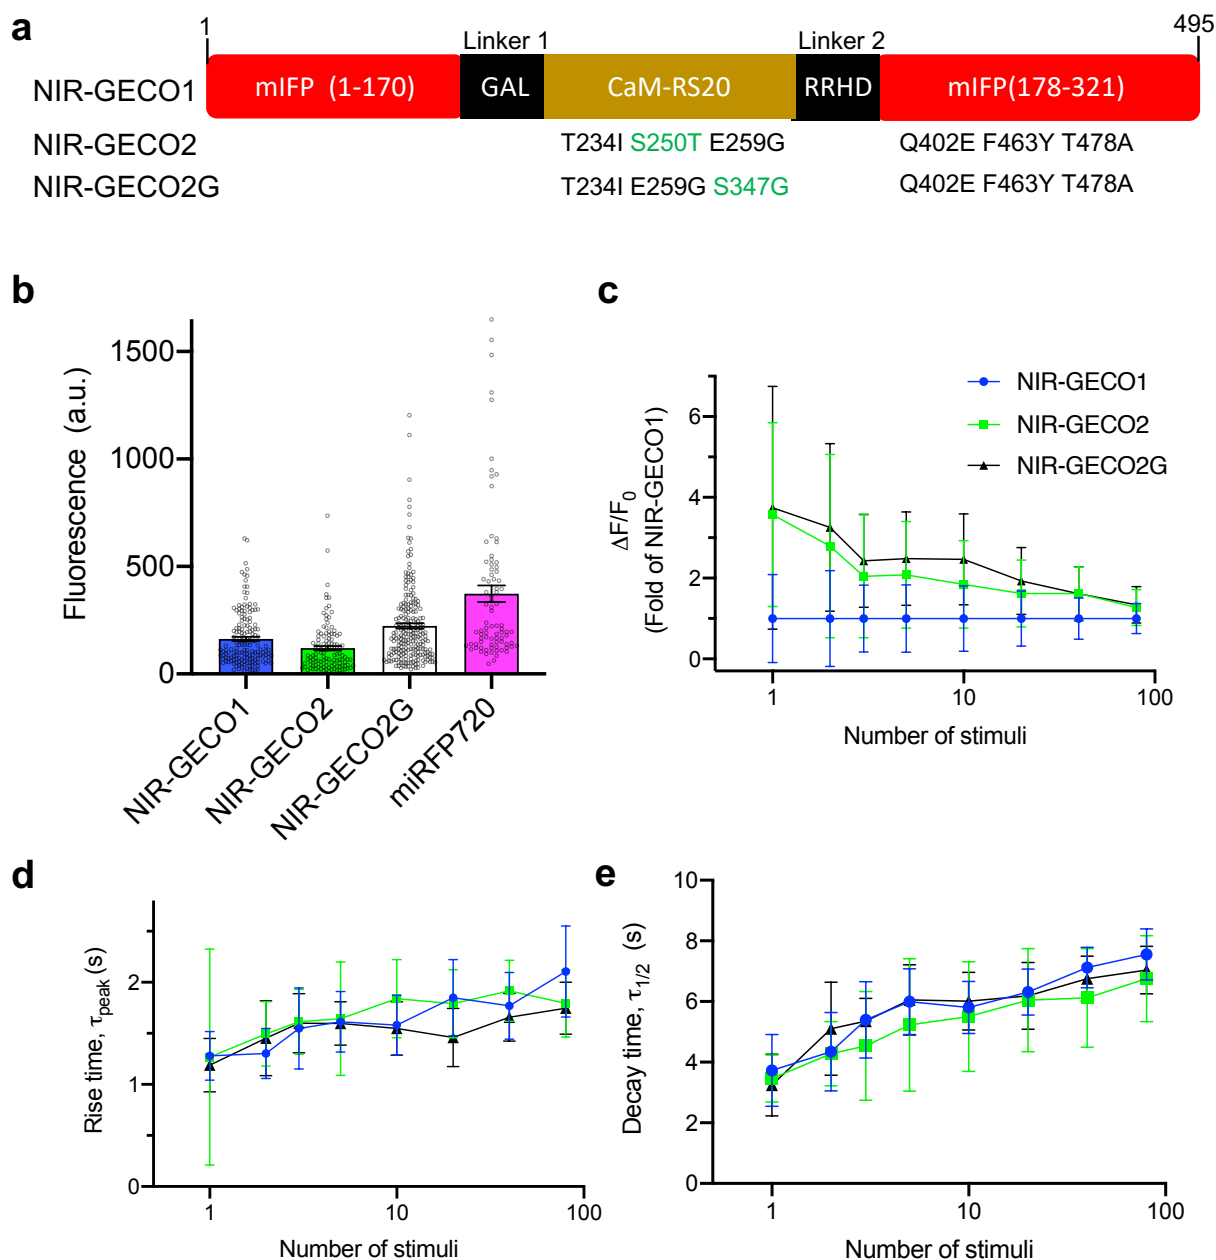 a
1
495
Linker 1
Linker 2
NIR-GECO1
mIFP (1-170)
GAL
CaM-RS20
RRHD
mIFP(178-321)
NIR-GECO2
T234I S250T E259G
Q402E F463Y T478A
NIR-GECO2G
T234I E259G S347G
Q402E F463Y T478A
b
Fluorescence (a.u.)
1500
1000
500
0
NIR-GECO1
NIR-GECO2
NIR-GECO2G
miRFP720
c
ΔF/F0
(Fold of NIR-GECO1)
6
4
2
0
NIR-GECO1
NIR-GECO2
NIR-GECO2G
1
10
100
Number of stimuli
d
Rise time, τpeak (s)
2
1
0
1
10
100
Number of stimuli
e
Decay time, τ1/2 (s)
10
8
6
4
2
0
1
10
100
Number of stimuli